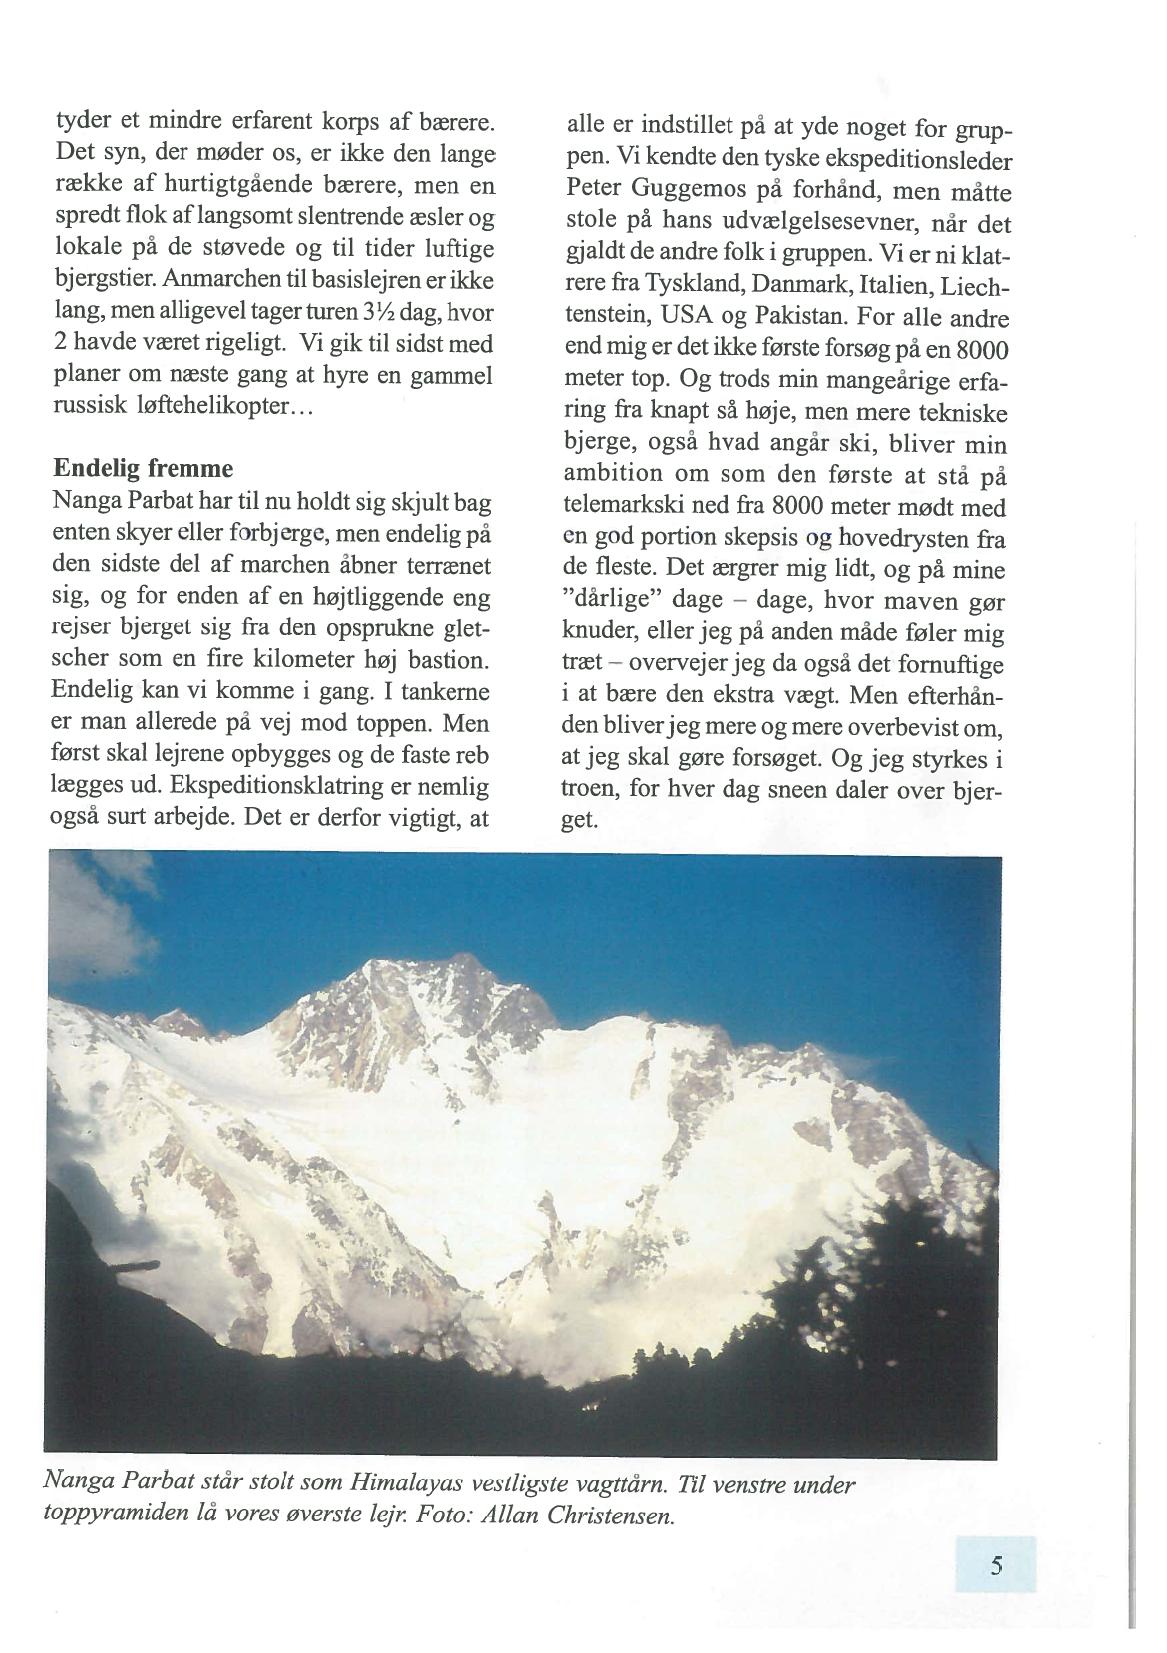 tyder et mindre erfarent korps af bærere.
Det syn, der møder os, er ikke den lange
række af hurtigtgående bærere, men en
spredt flok af langsomt slentrende æsler og
lokale på de støvede og til tider luftige
bjergstier. Anmarchen til basislejren er ikke
lang, men alligevel tager turen 3½ dag, hvor
2 havde været rigeligt. Vi gik til sidst med
planer om næste gang at hyre en gammel
russisk løftehelikopter…
Endelig fremme
Nanga Parbat har til nu holdt sig skjult bag
enten skyer eller forbjerge, men endelig på
den sidste del af marchen åbner terrænet
sig, og for enden af en højtliggende eng
rejser bjerget sig fra den opsprukne glet-
scher som en fire kilometer høj bastion.
Endelig kan vi komme i gang. I tankerne
er man allerede på vej mod toppen. Men
først skal lejrene opbygges og de faste reb
lægges ud. Ekspeditionsklatring er nemlig
også surt arbejde. Det er derfor vigtigt, at
alle er indstillet på at yde noget for grup-
pen. Vi kendte den tyske ekspeditionsleder
Peter Guggemos på forhånd, men måtte
stole på hans udvælgelsesevner, når det
gjaldt de andre folk i gruppen. Vi er ni klat-
rere fra Tyskland, Danmark, Italien, Liech-
tenstein, USA og Pakistan. For alle andre
end mig er det ikke første forsøg på en 8000
meter top. Og trods min mangeårige erfa-
ring fra knapt så høje, men mere tekniske
bjerge, også hvad angår ski, bliver min
ambition om som den første at stå på
telemarkski ned fra 8000 meter mødt med
en god portion skepsis og hovedrysten fra
de fleste. Det ærgrer mig lidt, og på mine
”dårlige” dage – dage, hvor maven gør
knuder, eller jeg på anden måde føler mig
træt – overvejer jeg da også det fornuftige
i at bære den ekstra vægt. Men efterhån-
den bliver jeg mere og mere overbevist om,
at jeg skal gøre forsøget. Og jeg styrkes i
troen, for hver dag sneen daler over bjer-
get.
Nanga Parbat står stolt som Himalayas vestligste vagttårn. Til venstre under
toppyramiden lå vores øverste lejr. Foto: Allan Christensen.
5